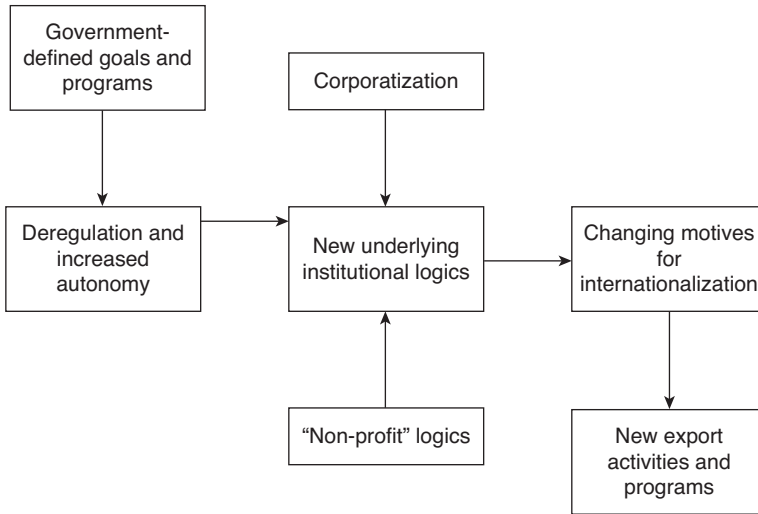 Government-
defined goals and
programs
Corporatization
Deregulation and
increased
autonomy
New underlying
institutional logics
Changing motives
for
internationalization
“Non-profit” logics
New export
activities and
programs